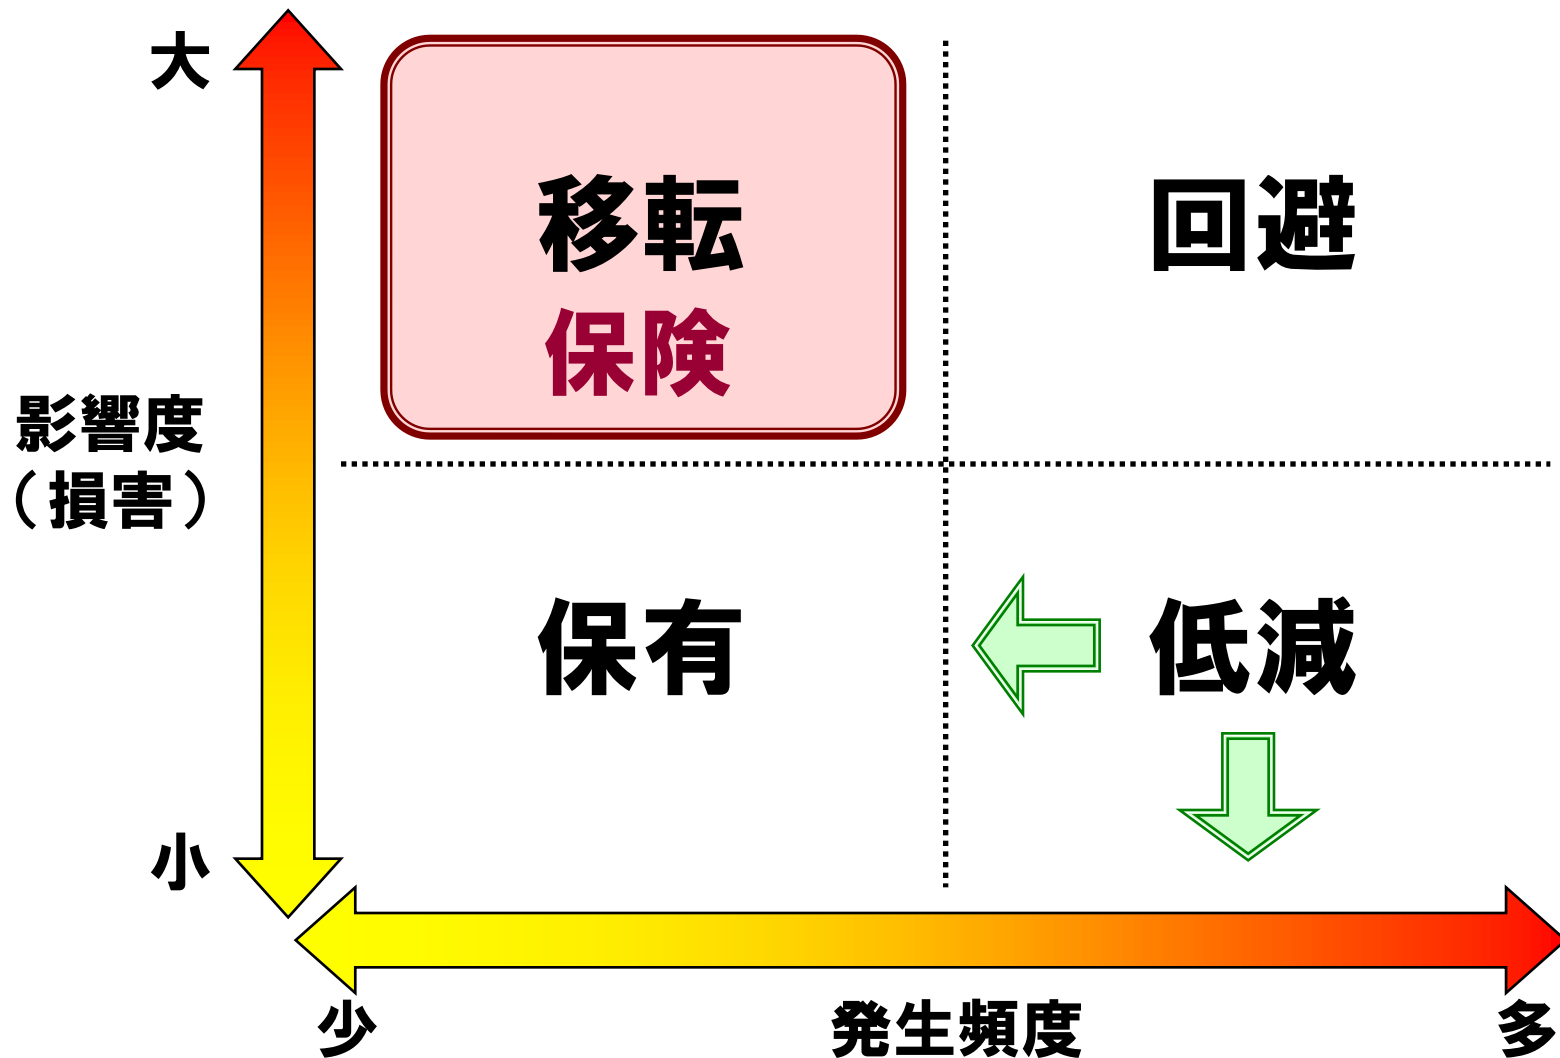 大
移転
保険
回避
影響度
（損害）
保有
低減
小
少
発生頻度
多